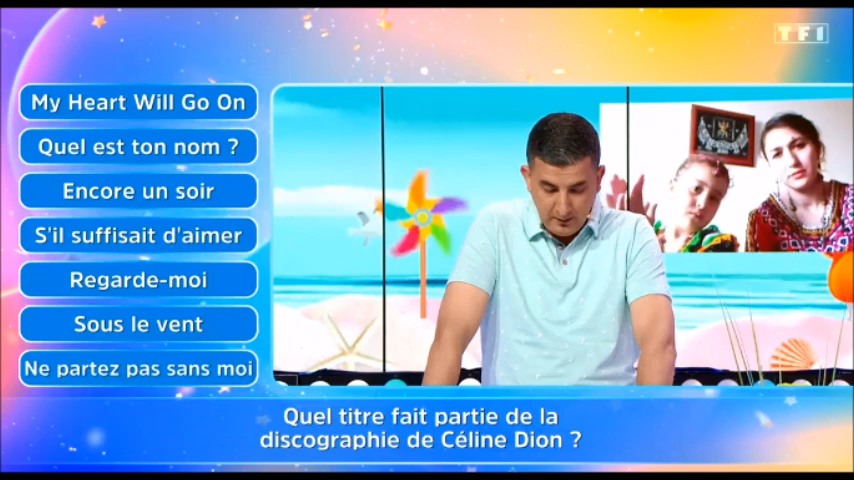 TF1
My Heart Will Go On
Quel est ton nom ?
Encore un soir
S'il suffisait d'aimer
Regarde-moi
Sous le vent
Ne partez pas sans moi
Quel titre fait partie de la
discographie de Céline Dion ?